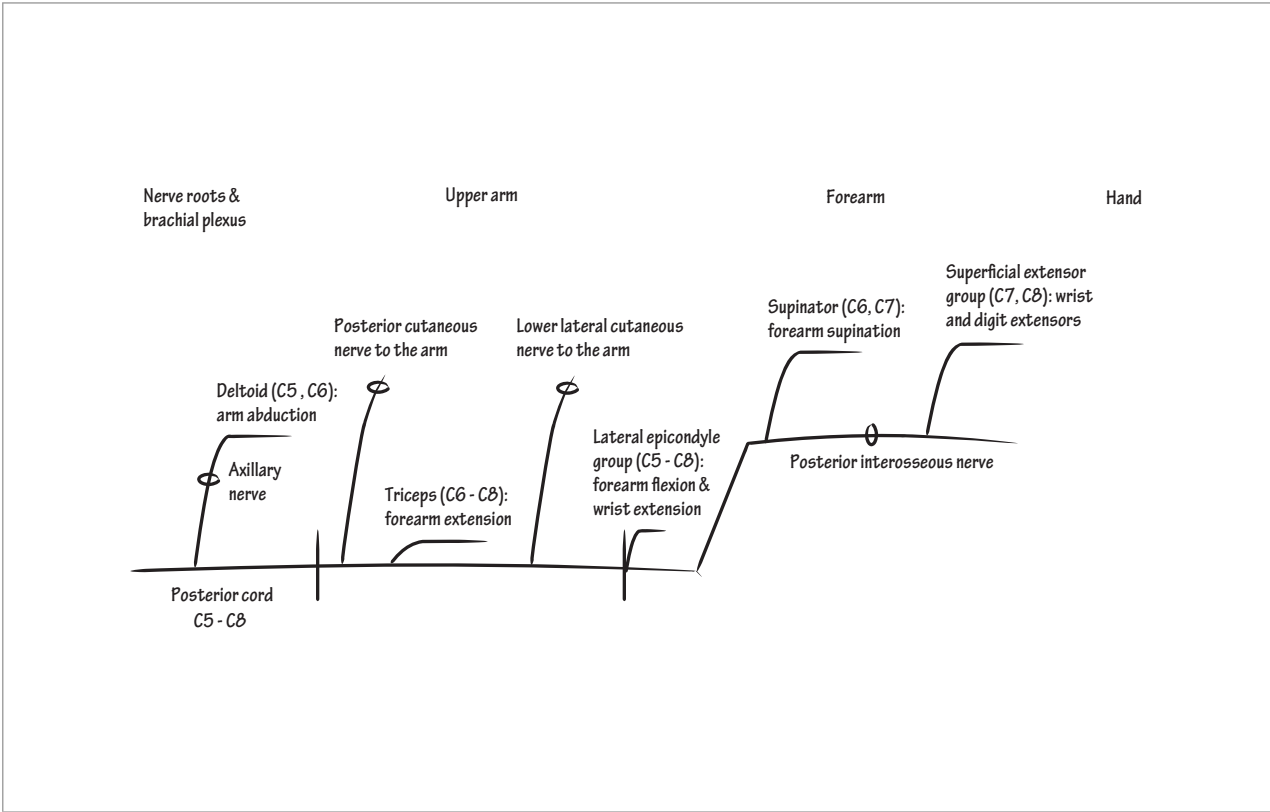 Nerve roots &
brachial plexus
Upper arm
Forearm
Hand
Superficial extensor
group (C7, C8): wrist
and digit extensors
Supinator (C6, C7):
forearm supination
Posterior cutaneous
nerve to the arm
Lower lateral cutaneous
nerve to the arm
Deltoid (C5 , C6):
arm abduction
Axillary
nerve
Triceps (C6 - C8):
forearm extension
Lateral epicondyle
group (C5 - C8):
forearm flexion &
wrist extension
Posterior interosseous nerve
Posterior cord
C5 - C8